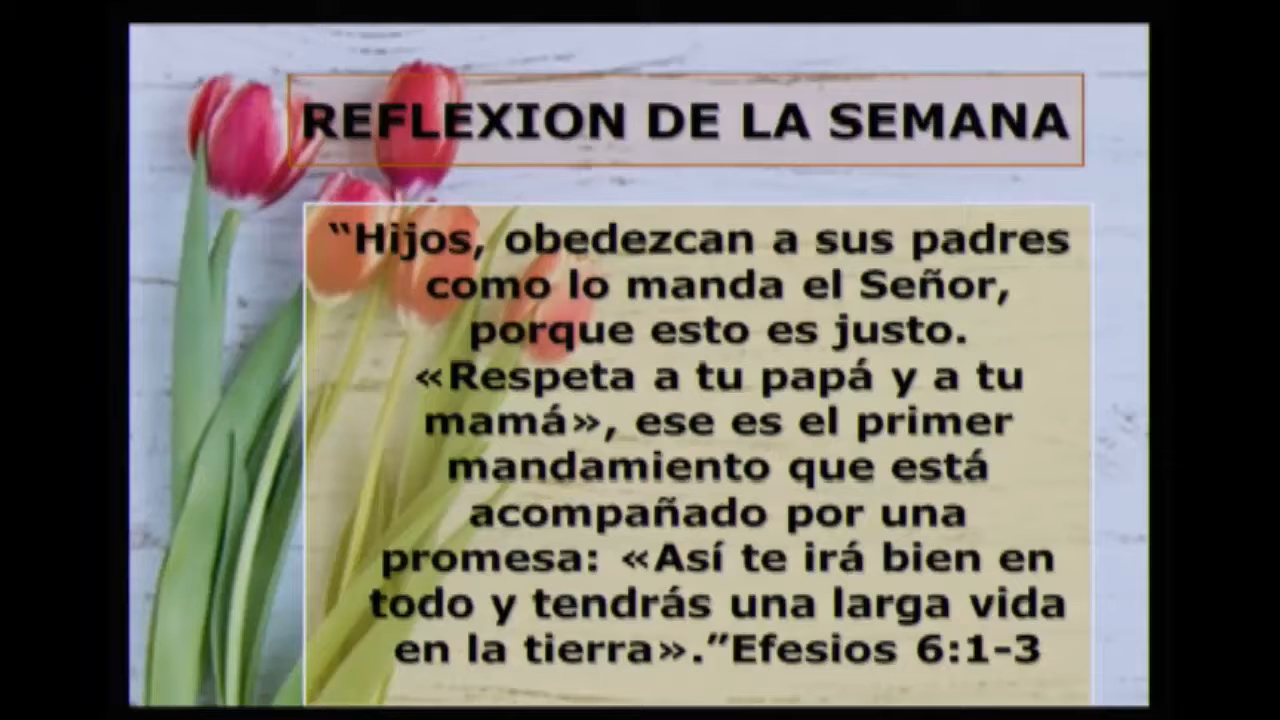 REFLEXION DE LA SEMANA
“Hijos, obedezcan a sus padres
como lo manda el Señor,
porque esto es justo.
«Respeta a tu papá y a tu
mamá», ese es el primer
mandamiento que está
acompañado por una
promesa: «Así te irá bien en
todo y tendrás una larga vida
en la tierra».”Efesios 6:1-3